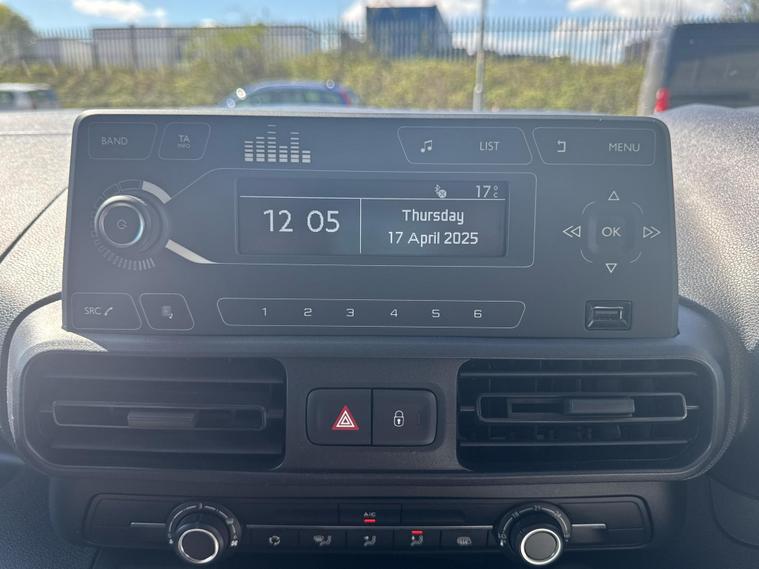 BAND
TA
INFO
LIST
MENU
17°C
12 05
Thursday
17 April 2025
OK
SRC
1 2 3 4 5 6
A/C